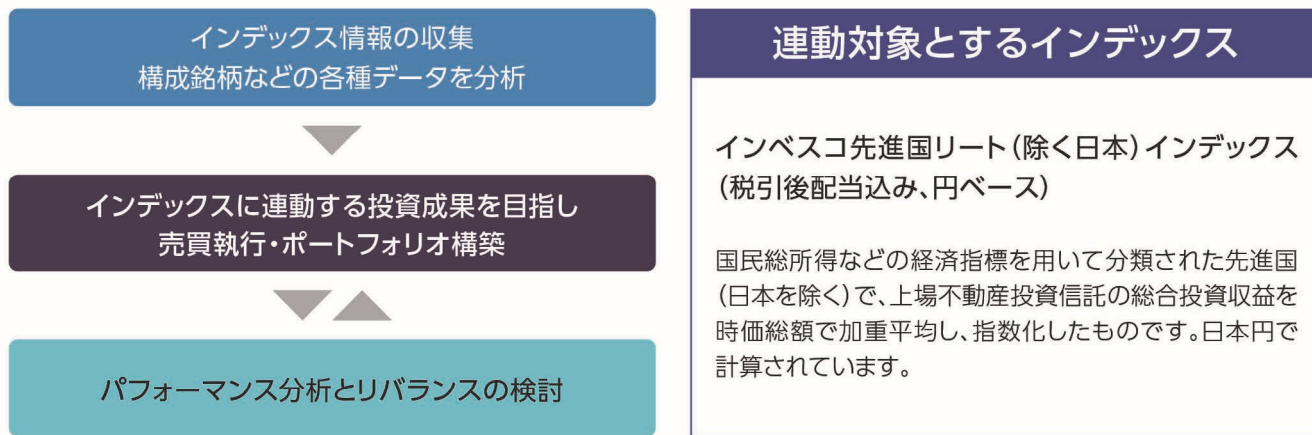 インデックス情報の収集
構成銘柄などの各種データを分析
インデックスに連動する投資成果を目指し
売買執行・ポートフォリオ構築
パフォーマンス分析とリバランスの検討
連動対象とするインデックス
インベスコ先進国リート(除く日本)インデックス
(税引後配当込み、円ベース)
国民総所得などの経済指標を用いて分類された先進国
(日本を除く)で、上場不動産投資信託の総合投資収益を
時価総額で加重平均し、指数化したものです。日本円で
計算されています。